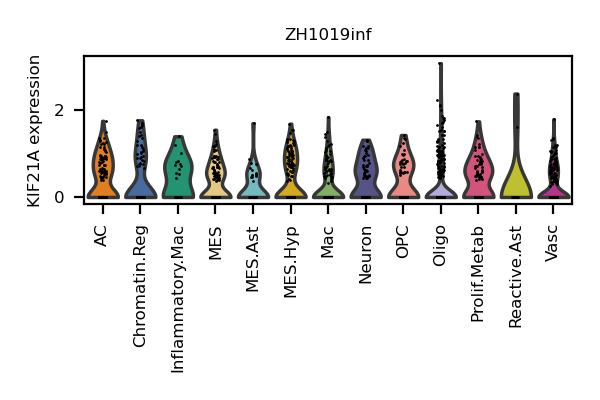 ZH1019inf
KIF21A expression
2
0
AC
Chromatin.Reg
Inflammatory.Mac
MES
MES.Ast
MES.Hyp
Mac
Neuron
OPC
Oligo
Prolif.Metab
Reactive.Ast
Vasc